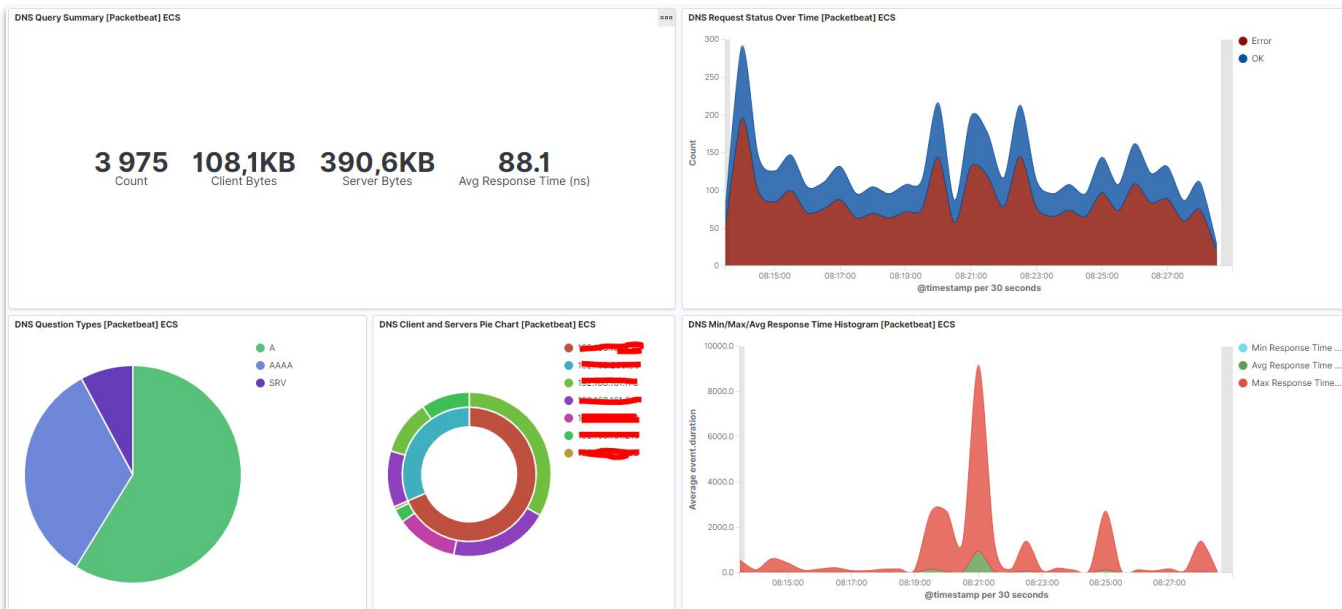 DNS Query Summary [Packetbeat] ECS
3 975
Count
108,1KB
Client Bytes
390,6KB
Server Bytes
88.1
Avg Response Time (ns)
DNS Request Status Over Time [Packetbeat] ECS
Error
OK
300
250
200
150
100
50
0
Count
08:15:00 08:17:00 08:19:00 08:21:00 08:23:00 08:25:00 08:27:00
@timestamp per 30 seconds
DNS Question Types [Packetbeat] ECS
A
AAAA
SRV
DNS Client and Servers Pie Chart [Packetbeat] ECS
DNS Min/Max/Avg Response Time Histogram [Packetbeat] ECS
Min Response Time ...
Avg Response Time ...
Max Response Time...
10000.0
8000.0
6000.0
4000.0
2000.0
0.0
Average event.duration
08:15:00 08:17:00 08:19:00 08:21:00 08:23:00 08:25:00 08:27:00
@timestamp per 30 seconds